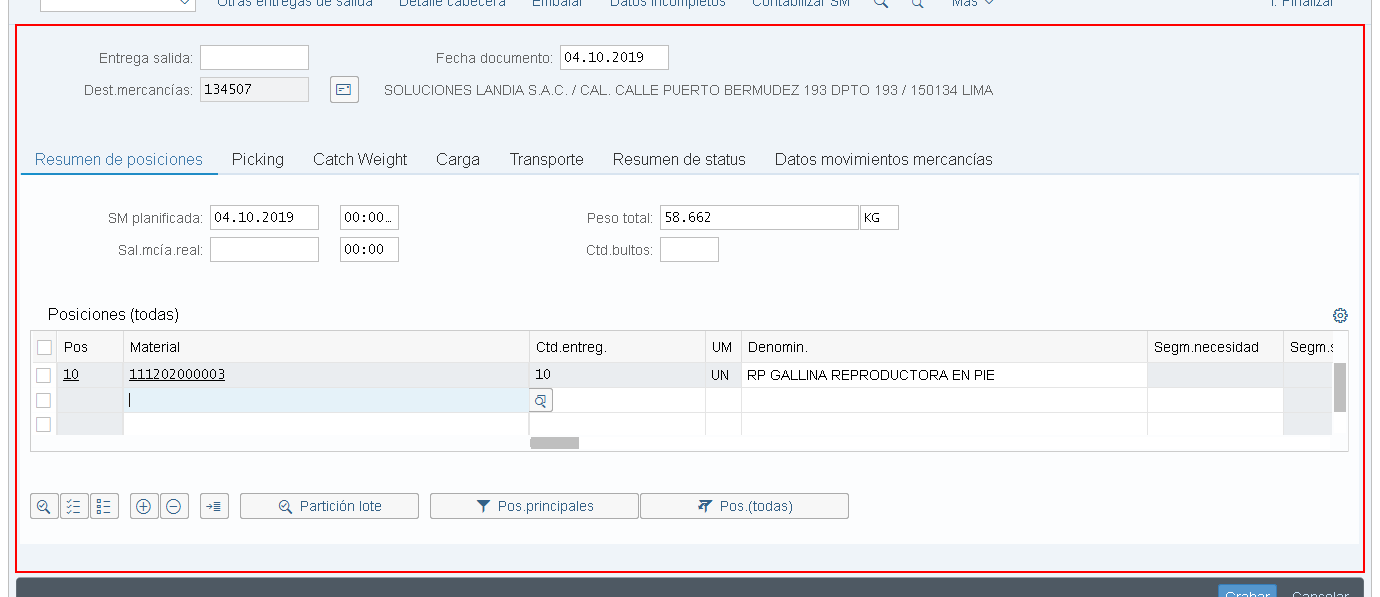 Otras entregas de salida Detalle cabecera Embalar Datos incompletos Contabilizar SM Más T. Finalizar
Entrega salida: Fecha documento: 04.10.2019
Dest.mercancías: 134507 SOLUCIONES LANDIA S.A.C. / CAL. CALLE PUERTO BERMUDEZ 193 DPTO 193 / 150134 LIMA
Resumen de posiciones Picking Catch Weight Carga Transporte Resumen de status Datos movimientos mercancías
SM planificada: 04.10.2019 00:00… Peso total: 58.662 KG
Sal.mcía.real: 00:00 Ctd.bultos:
Posiciones (todas)
Pos Material Ctd.entreg. UM Denomin. Segm.necesidad Segm.s
10 111202000003 10 UN RP GALLINA REPRODUCTORA EN PIE
Partición lote Pos.principales Pos.(todas)
Grabar Cancelar